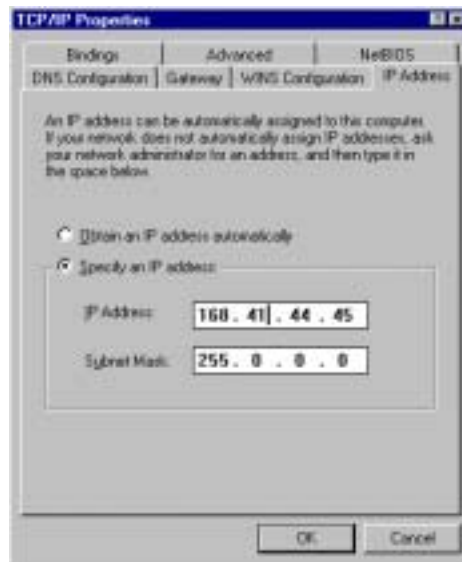 TCP/IP Properties
Bindings Advanced NetBIOS
DNS Configuration Gateway WINS Configuration IP Address
An IP address can be automatically assigned to this computer.
If your network does not automatically assign IP addresses, ask
your network administrator for an address, and then type it in
the space below.
Obtain an IP address automatically
Specify an IP address:
IP Address: 168 . 41 . 44 . 45
Subnet Mask: 255 . 0 . 0 . 0
OK Cancel